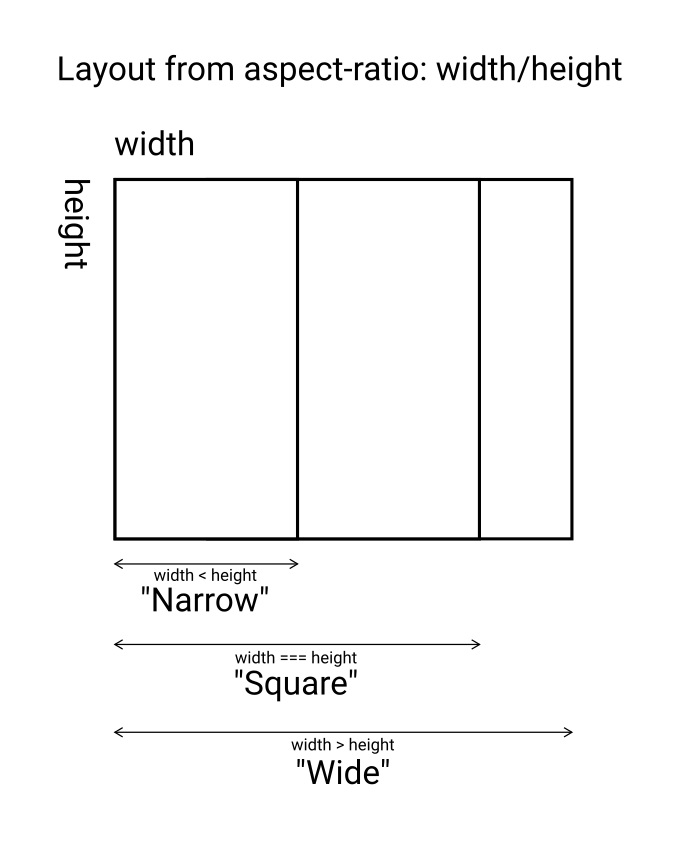 Layout from aspect-ratio: width/height
width
height
width < height
"Narrow"
width === height
"Square"
width > height
"Wide"